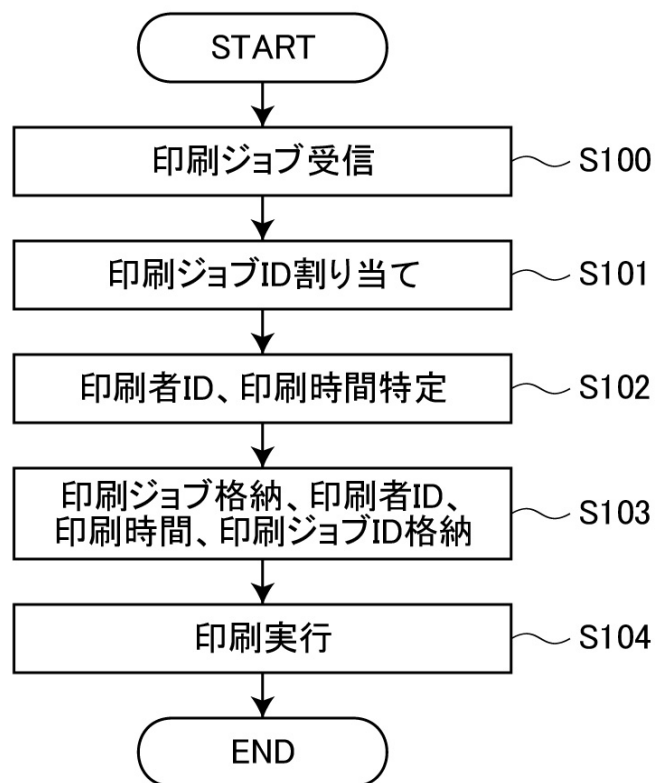 START
印刷ジョブ受信
S100
印刷ジョブID割り当て
S101
印刷者ID、印刷時間特定
S102
印刷ジョブ格納、印刷者ID、
印刷時間、印刷ジョブID格納
S103
印刷実行
S104
END